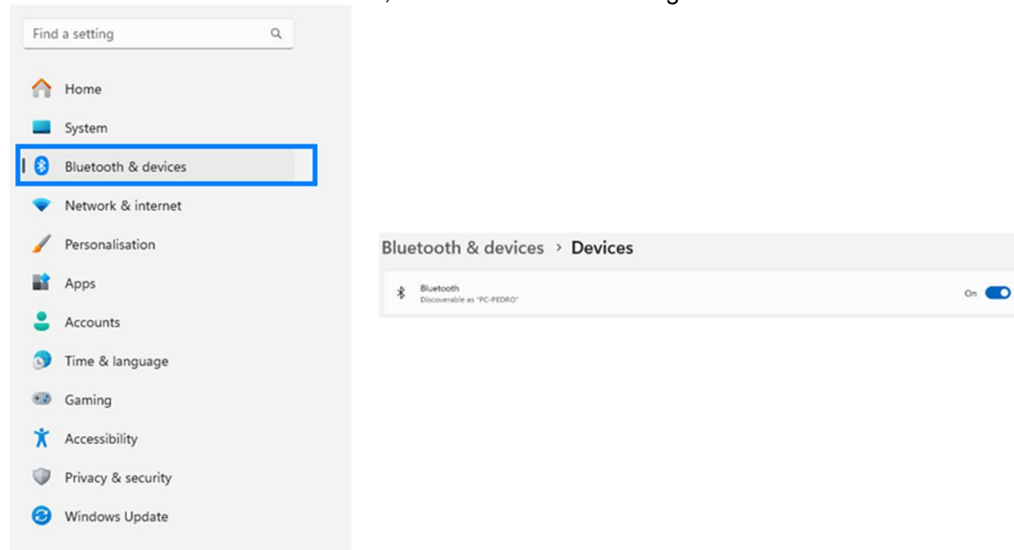 Find a setting
Home
System
Bluetooth & devices
Network & internet
Personalisation
Apps
Accounts
Time & language
Gaming
Accessibility
Privacy & security
Windows Update
Bluetooth & devices > Devices
Bluetooth
Discoverable as "PC-PEDRO"
On